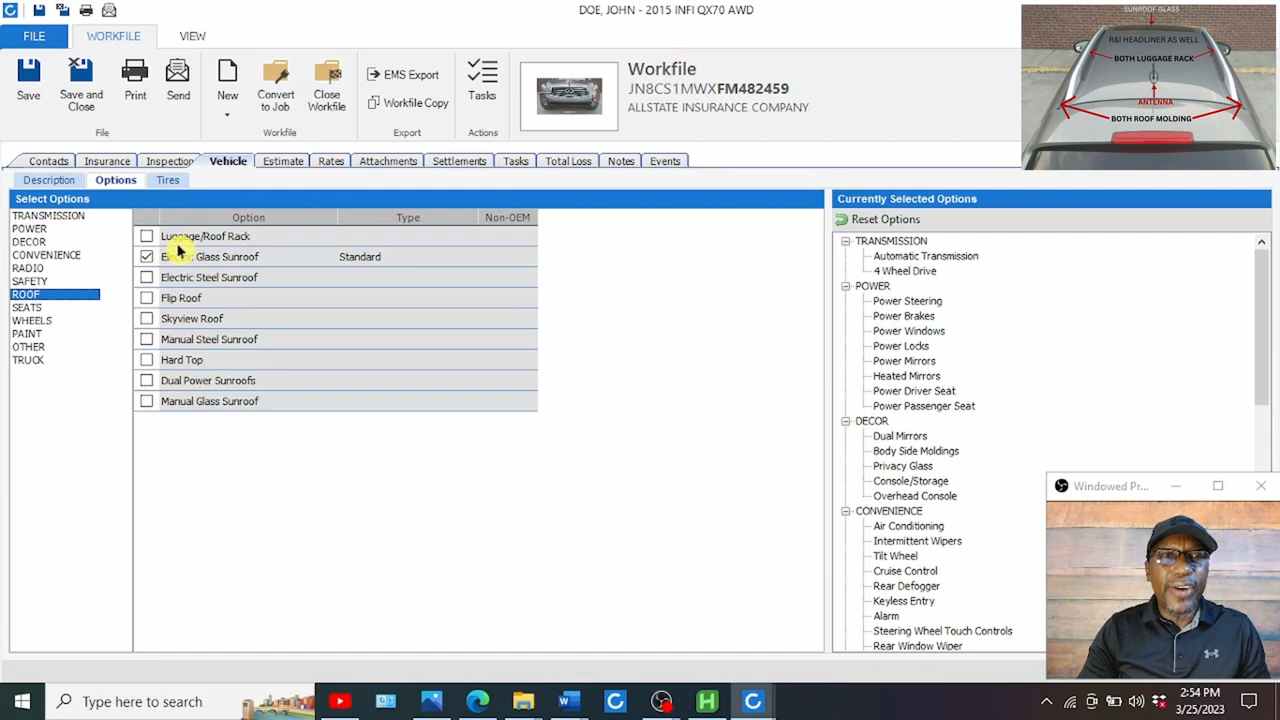 DOE, JOHN - 2015 INFI QX70 AWD
FILE
WORKFILE
VIEW
Save
Save and Close
Print
Send
File
New
Convert to Job
Close Workfile
Workfile
EMS Export
Workfile Copy
Export
Tasks
Actions
Workfile
JN8CS1MWXFM482459
ALLSTATE INSURANCE COMPANY
SUNROOF GLASS
R&I HEADLINER AS WELL
BOTH LUGGAGE RACK
ANTENNA
BOTH ROOF MOLDING
Contacts
Insurance
Inspection
Vehicle
Estimate
Rates
Attachments
Settlements
Tasks
Total Loss
Notes
Events
Description
Options
Tires
Select Options
TRANSMISSION
POWER
DECOR
CONVENIENCE
RADIO
SAFETY
ROOF
SEATS
WHEELS
PAINT
OTHER
TRUCK
Option Type Non-OEM
Luggage/Roof Rack
Glass Sunroof Standard
Electric Steel Sunroof
Flip Roof
Skyview Roof
Manual Steel Sunroof
Hard Top
Dual Power Sunroofs
Manual Glass Sunroof
Currently Selected Options
Reset Options
TRANSMISSION
Automatic Transmission
4 Wheel Drive
POWER
Power Steering
Power Brakes
Power Windows
Power Locks
Power Mirrors
Heated Mirrors
Power Driver Seat
Power Passenger Seat
DECOR
Dual Mirrors
Body Side Moldings
Privacy Glass
Console/Storage
Overhead Console
CONVENIENCE
Air Conditioning
Intermittent Wipers
Tilt Wheel
Cruise Control
Rear Defogger
Keyless Entry
Alarm
Steering Wheel Touch Controls
Rear Window Wiper
Windowed Pr...
Type here to search
2:54 PM
3/25/2023